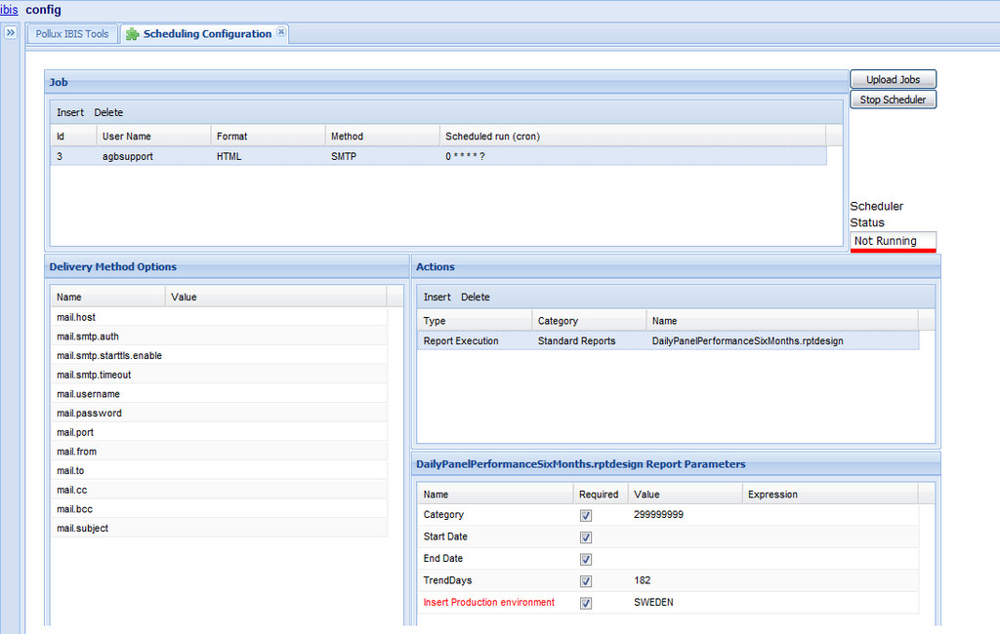 ibis config
Pollux IBIS Tools Scheduling Configuration
Job
Upload Jobs
Stop Scheduler
Insert Delete
Id User Name Format Method Scheduled run (cron)
3 agbsupport HTML SMTP 0 * * * * ?
Scheduler
Status
Not Running
Delivery Method Options
Name Value
mail.host
mail.smtp.auth
mail.smtp.starttls.enable
mail.smtp.timeout
mail.username
mail.password
mail.port
mail.from
mail.to
mail.cc
mail.bcc
mail.subject
Actions
Insert Delete
Type Category Name
Report Execution Standard Reports DailyPanelPerformanceSixMonths.rptdesign
DailyPanelPerformanceSixMonths.rptdesign Report Parameters
Name Required Value Expression
Category 299999999
Start Date
End Date
TrendDays 182
Insert Production environment SWEDEN